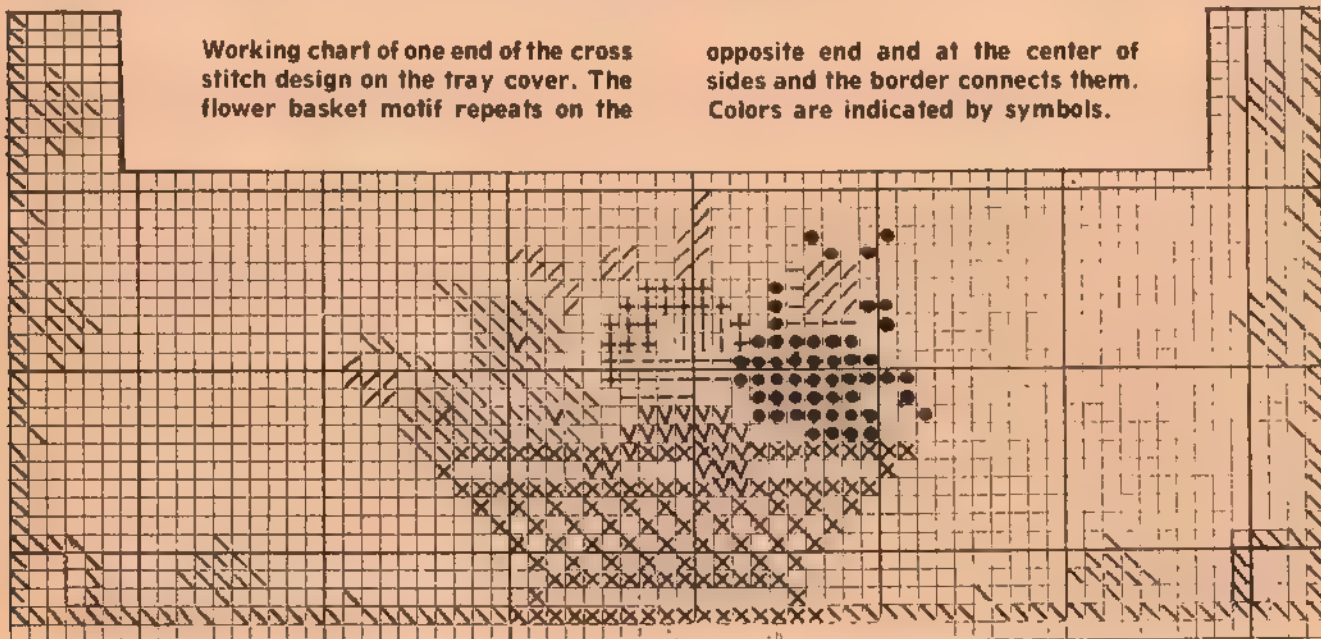 Working chart of one end of the cross
stitch design on the tray cover. The
flower basket motif repeats on the
opposite end and at the center of
sides and the border connects them.
Colors are indicated by symbols.